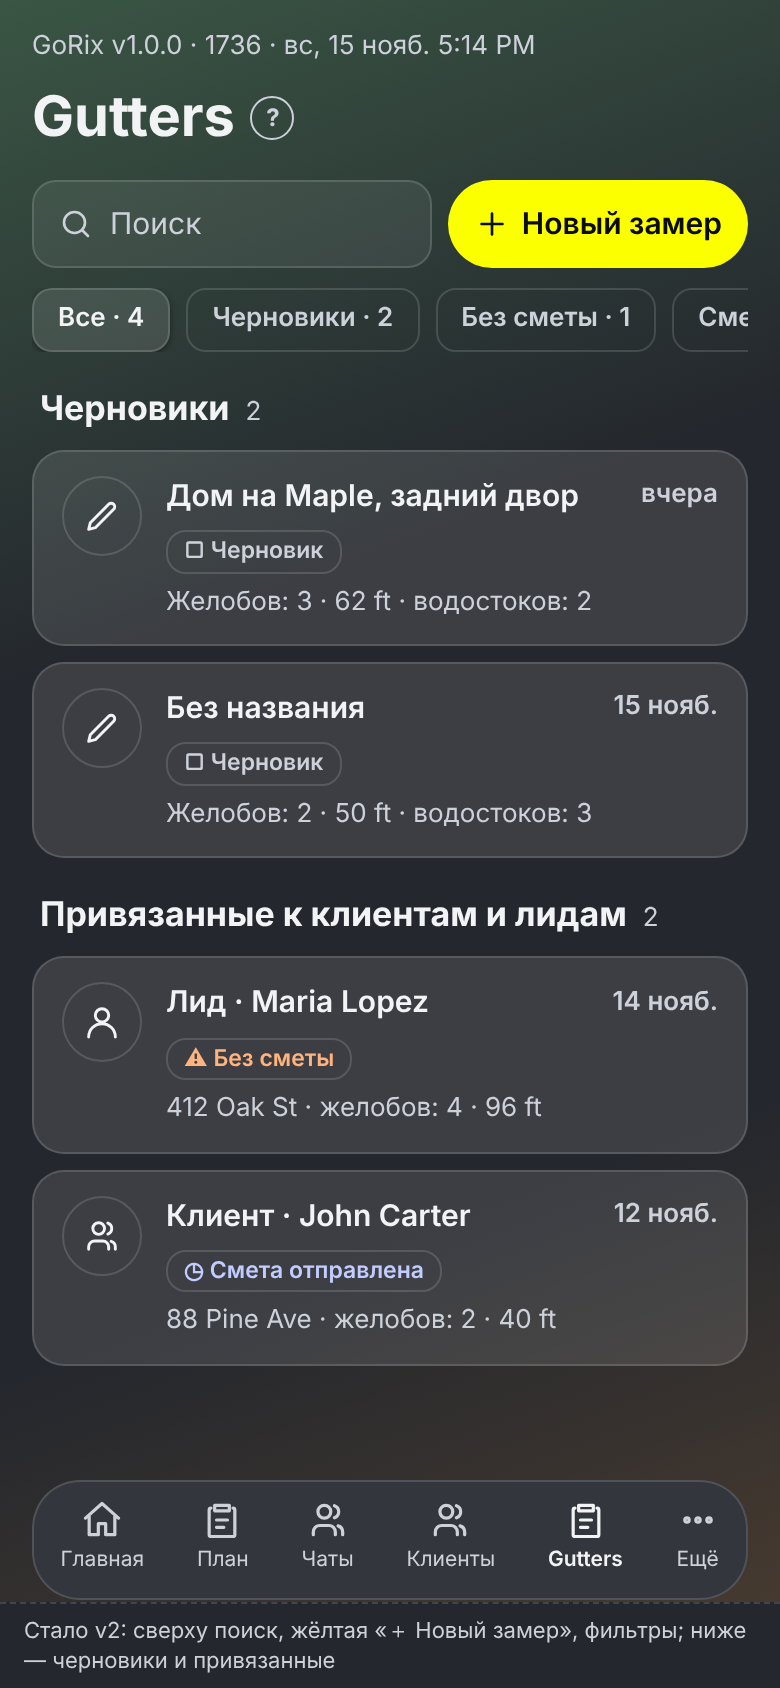 GoRix v1.0.0 · 1736 · вс, 15 нояб. 5:14 PM
Gutters ?
Поиск
+ Новый замер
Все · 4
Черновики · 2
Без сметы · 1
Сме
Черновики 2
Дом на Maple, задний двор
вчера
☐ Черновик
Желобов: 3 · 62 ft · водостоков: 2
Без названия
15 нояб.
☐ Черновик
Желобов: 2 · 50 ft · водостоков: 3
Привязанные к клиентам и лидам 2
Лид · Maria Lopez
14 нояб.
⚠ Без сметы
412 Oak St · желобов: 4 · 96 ft
Клиент · John Carter
12 нояб.
◷ Смета отправлена
88 Pine Ave · желобов: 2 · 40 ft
Главная
План
Чаты
Клиенты
Gutters
Ещё
Стало v2: сверху поиск, жёлтая «＋ Новый замер», фильтры; ниже
— черновики и привязанные